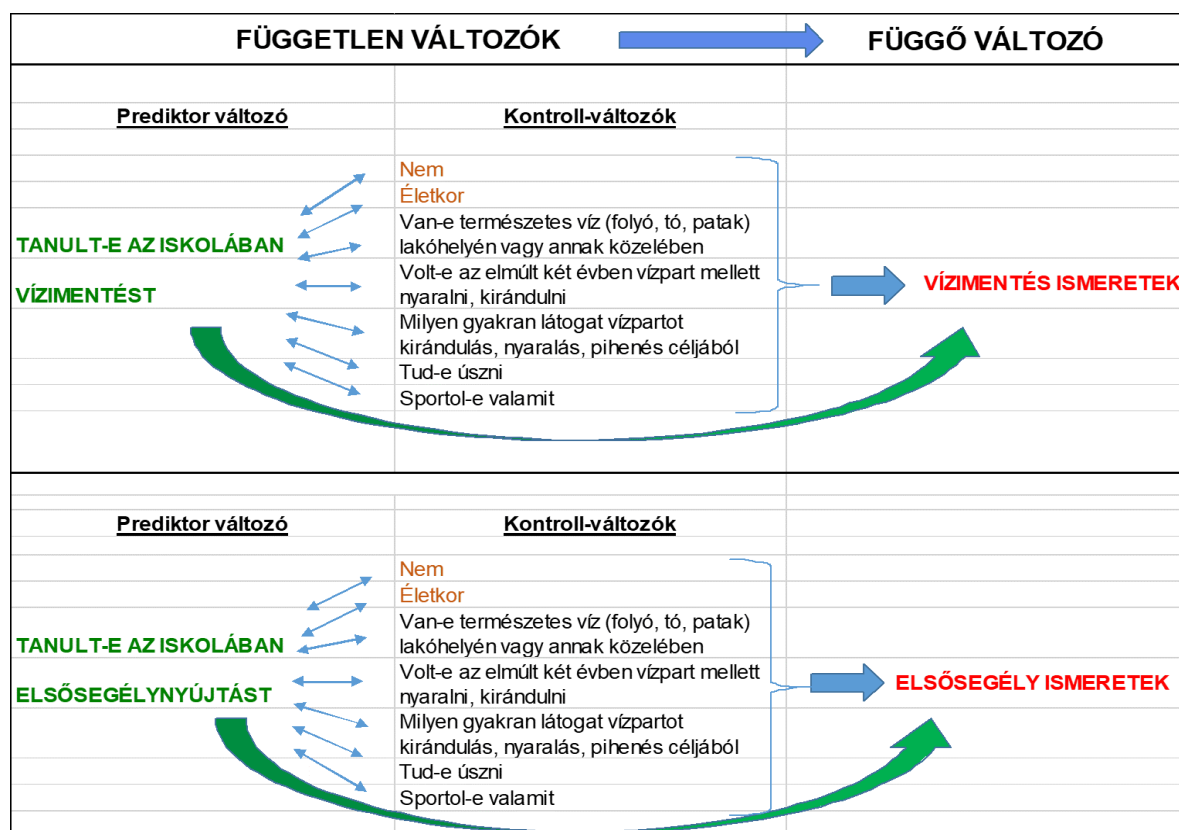 FÜGGETLEN VÁLTOZÓK
FÜGGŐ VÁLTOZÓ
Prediktor változó
Kontroll-változók
Nem
Életkor
Van-e természetes víz (folyó, tó, patak)
lakóhelyén vagy annak közelében
Volt-e az elmúlt két évben vízpart mellett
nyaralni, kirándulni
Milyen gyakran látogat vízpartot
kirándulás, nyaralás, pihenés céljából
Tud-e úszni
Sportol-e valamit
TANULT-E AZ ISKOLÁBAN
VÍZIMENTÉST
VÍZIMENTÉS ISMERETEK
Prediktor változó
Kontroll-változók
Nem
Életkor
Van-e természetes víz (folyó, tó, patak)
lakóhelyén vagy annak közelében
Volt-e az elmúlt két évben vízpart mellett
nyaralni, kirándulni
Milyen gyakran látogat vízpartot
kirándulás, nyaralás, pihenés céljából
Tud-e úszni
Sportol-e valamit
TANULT-E AZ ISKOLÁBAN
ELSŐSEGÉLYNYÚJTÁST
ELSŐSEGÉLY ISMERETEK